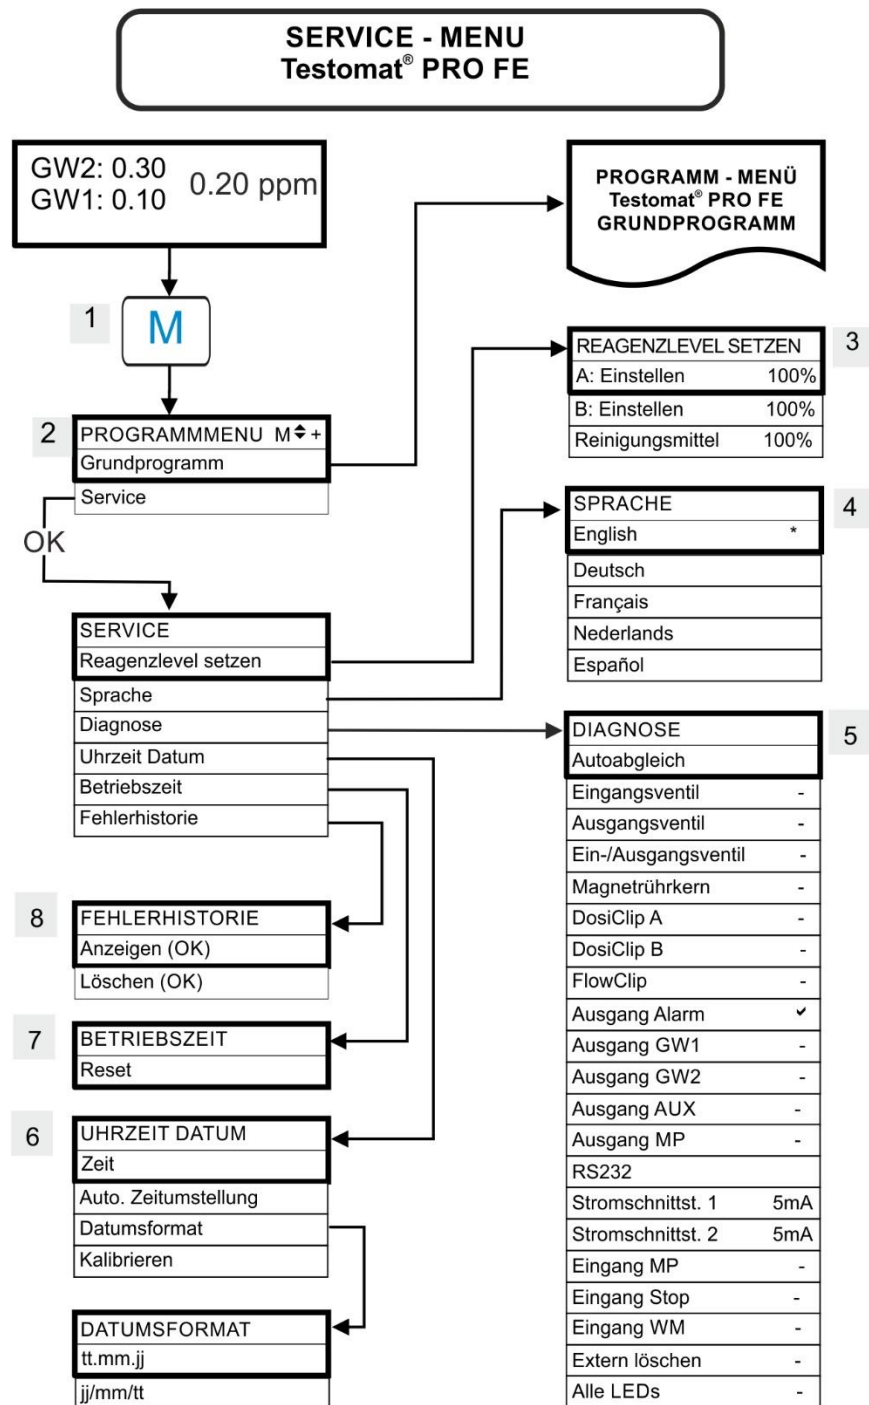 SERVICE - MENU
Testomat® PRO FE
GW2: 0.30
GW1: 0.10
0.20 ppm
PROGRAMM - MENÜ
Testomat® PRO FE
GRUNDPROGRAMM
1
M
2
PROGRAMMMENU M +
Grundprogramm
Service
OK
REAGENZLEVEL SETZEN
3
A: Einstellen 100%
B: Einstellen 100%
Reinigungsmittel 100%
SPRACHE
4
English *
Deutsch
Français
Nederlands
Español
SERVICE
Reagenzlevel setzen
Sprache
Diagnose
Uhrzeit Datum
Betriebszeit
Fehlerhistorie
DIAGNOSE
5
Autoabgleich
Eingangsventil -
Ausgangsventil -
Ein-/Ausgangsventil -
Magnetrührkern -
DosiClip A -
DosiClip B -
FlowClip -
Ausgang Alarm ✔
Ausgang GW1 -
Ausgang GW2 -
Ausgang AUX -
Ausgang MP -
RS232
Stromschnittst. 1 5mA
Stromschnittst. 2 5mA
Eingang MP -
Eingang Stop -
Eingang WM -
Extern löschen -
Alle LEDs -
8
FEHLERHISTORIE
Anzeigen (OK)
Löschen (OK)
7
BETRIEBSZEIT
Reset
6
UHRZEIT DATUM
Zeit
Auto. Zeitumstellung
Datumsformat
Kalibrieren
DATUMSFORMAT
tt.mm.jj
jj/mm/tt